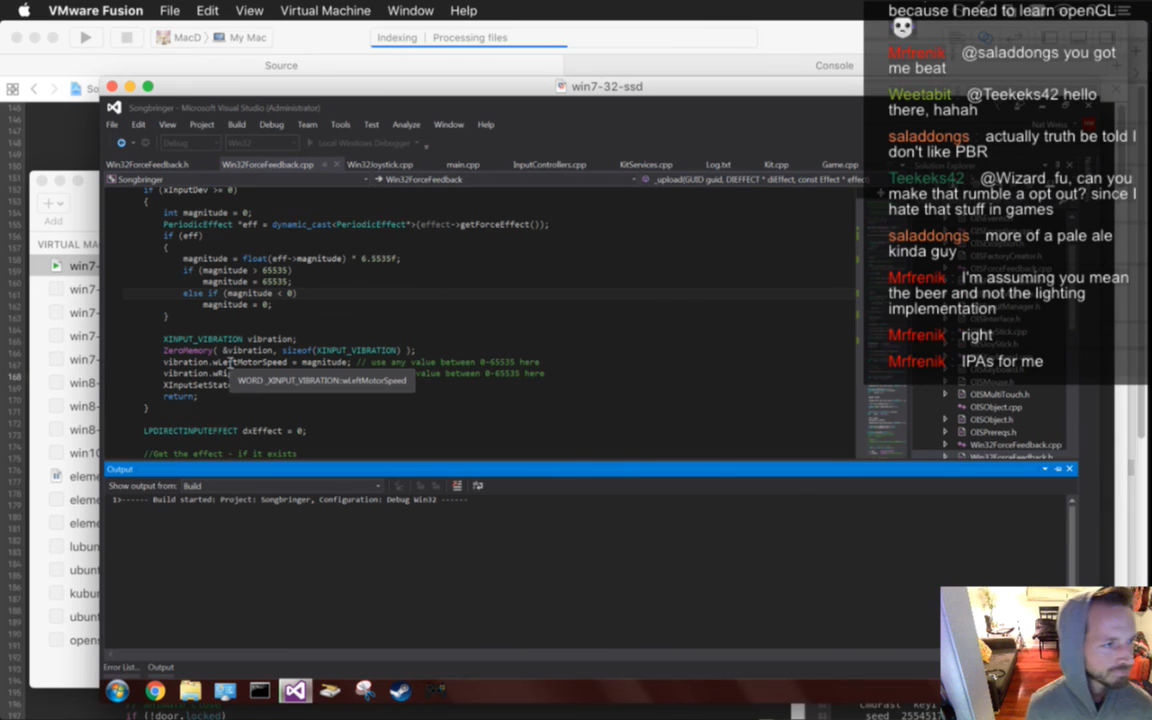 VMware Fusion File Edit View Virtual Machine Window Help
because I need to learn openGL
MacD My Mac
Indexing | Processing files
Mrfrenik @saladdongs you got
me beat
Source
Console
Weetabit @Teekeks42 hello
there, hahah
win7-32-ssd
Songbringer - Microsoft Visual Studio (Administrator)
File Edit View Project Build Debug Team Tools Test Analyze Window Help
Debug Win32 Local Windows Debugger
saladdongs actually truth be told I
don't like PBR
Win32ForceFeedback.h Win32ForceFeedback.cpp Win32Joystick.cpp main.cpp InputControllers.cpp KitServices.cpp Log.txt Kit.cpp Game.cpp
Songbringer Win32ForceFeedback _upload(GUID guid, DIEFFECT* diEffect, const Effect* effect
Teekeks42 @Wizard_fu, can you
make that rumble a opt out? since I
hate that stuff in games
saladdongs more of a pale ale
kinda guy
Mrfrenik I'm assuming you mean
the beer and not the lighting
implementation
Mrfrenik right
Mrfrenik IPAs for me
Add
VIRTUAL MA
win7-
win7-
win7-
win7-
win7-
win8-
win8-
win8-
win10
eleme
eleme
eleme
lubun
ubunt
kubun
ubunt
opens
if (xInputDev >= 0)
{
int magnitude = 0;
PeriodicEffect *eff = dynamic_cast<PeriodicEffect*>(effect->getForceEffect());
if (eff)
{
magnitude = float(eff->magnitude) * 6.5535f;
if (magnitude > 65535)
magnitude = 65535;
else if (magnitude < 0)
magnitude = 0;
}
XINPUT_VIBRATION vibration;
ZeroMemory( &vibration, sizeof(XINPUT_VIBRATION) );
vibration.wLeftMotorSpeed = magnitude; // use any value between 0-65535 here
vibration.wRi value between 0-65535 here
WORD _XINPUT_VIBRATION::wLeftMotorSpeed
XInputSetStat
return;
}
LPDIRECTINPUTEFFECT dxEffect = 0;
//Get the effect - if it exists
OISMultiTouch.h
OISObject.cpp
OISObject.h
OISPrereqs.h
Win32ForceFeedback.cpp
Win32ForceFeedback.h
Output
Show output from: Build
1>------ Build started: Project: Songbringer, Configuration: Debug Win32 ------
Error List... Output
if (!door.locked)